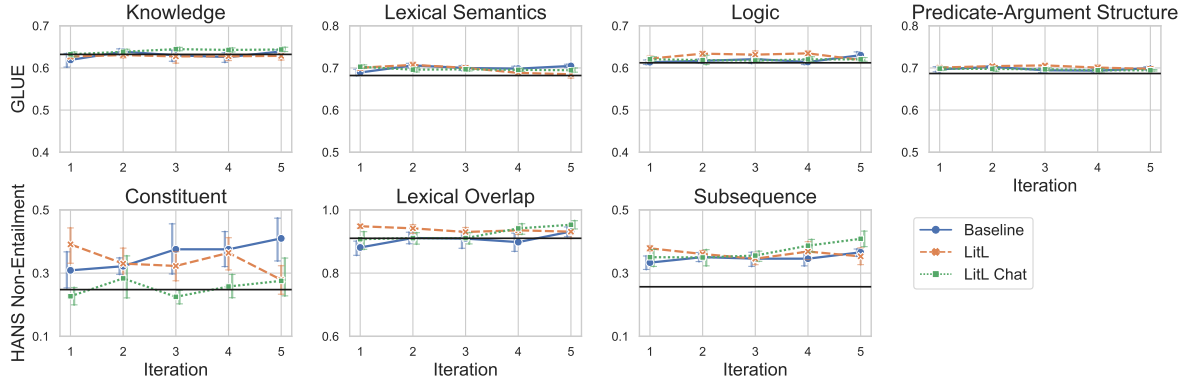 Knowledge
Lexical Semantics
Logic
Predicate-Argument Structure
GLUE
0.7
0.6
0.5
0.4
1 2 3 4 5
0.8
0.7
0.6
0.5
1 2 3 4 5
0.7
0.6
0.5
0.4
1 2 3 4 5
0.8
0.7
0.6
0.5
1 2 3 4 5
Iteration
Constituent
Lexical Overlap
Subsequence
HANS Non-Entailment
0.5
0.3
0.1
1 2 3 4 5
Iteration
1.0
0.8
0.6
1 2 3 4 5
Iteration
0.5
0.3
0.1
1 2 3 4 5
Iteration
Baseline
LitL
LitL Chat